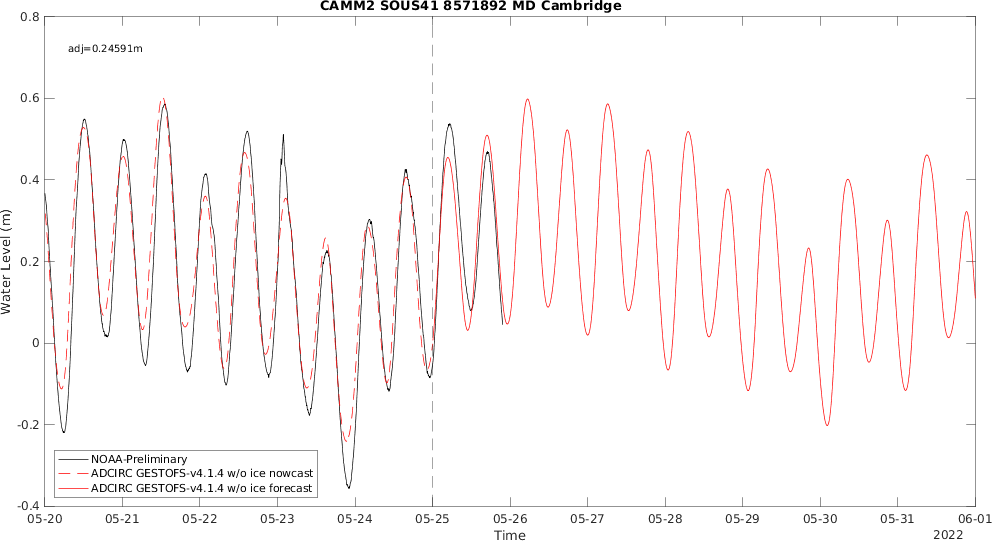 CAMM2 SOUS41 8571892 MD Cambridge
adj=0.24591m
Water Level (m)
0.8
0.6
0.4
0.2
0
-0.2
-0.4
NOAA-Preliminary
ADCIRC GESTOFS-v4.1.4 w/o ice nowcast
ADCIRC GESTOFS-v4.1.4 w/o ice forecast
05-20 05-21 05-22 05-23 05-24 05-25 05-26 05-27 05-28 05-29 05-30 05-31 06-01
Time
2022